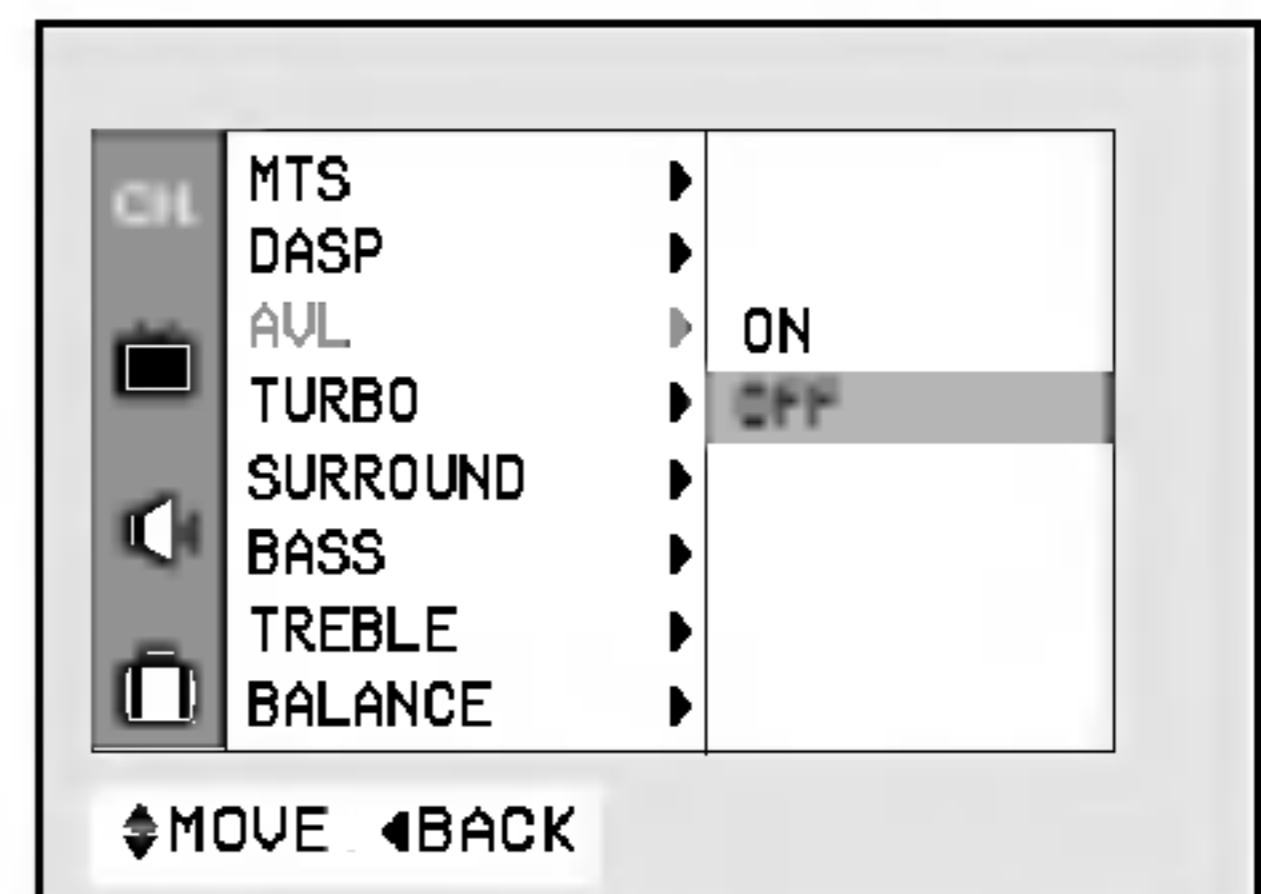 CH.
MTS
DASP
AVL
ON
TURBO
OFF
SURROUND
BASS
TREBLE
BALANCE
MOVE BACK